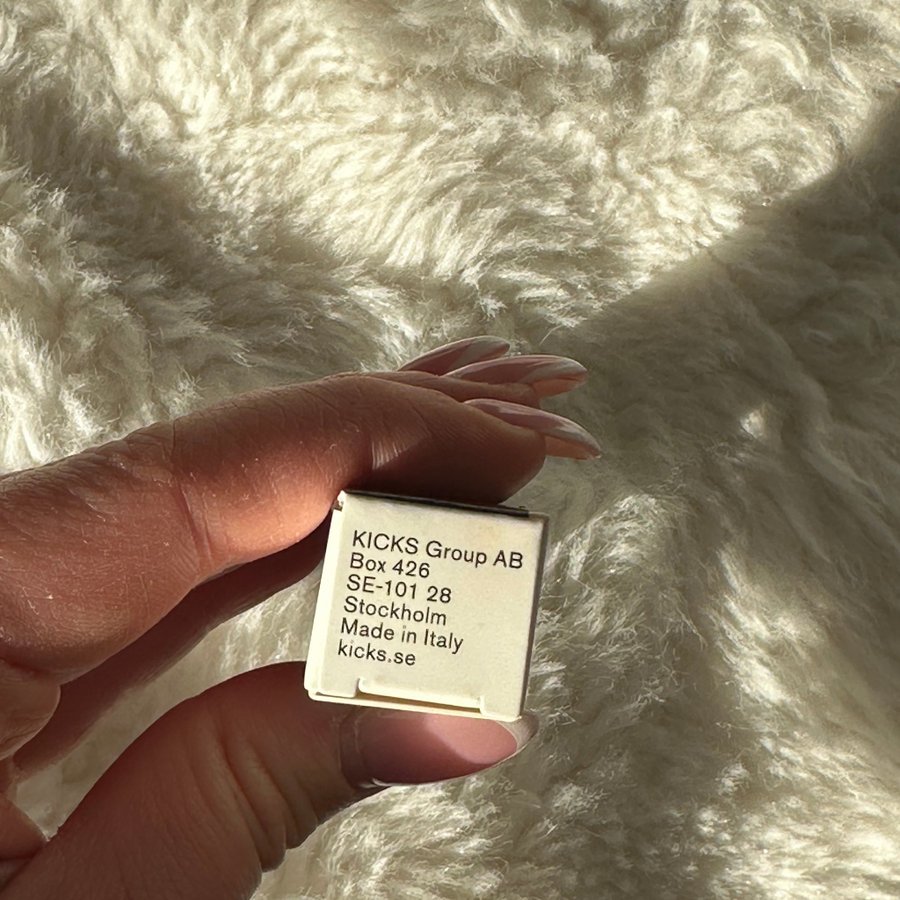 KICKS Group AB
Box 426
SE-101 28
Stockholm
Made in Italy
kicks.se